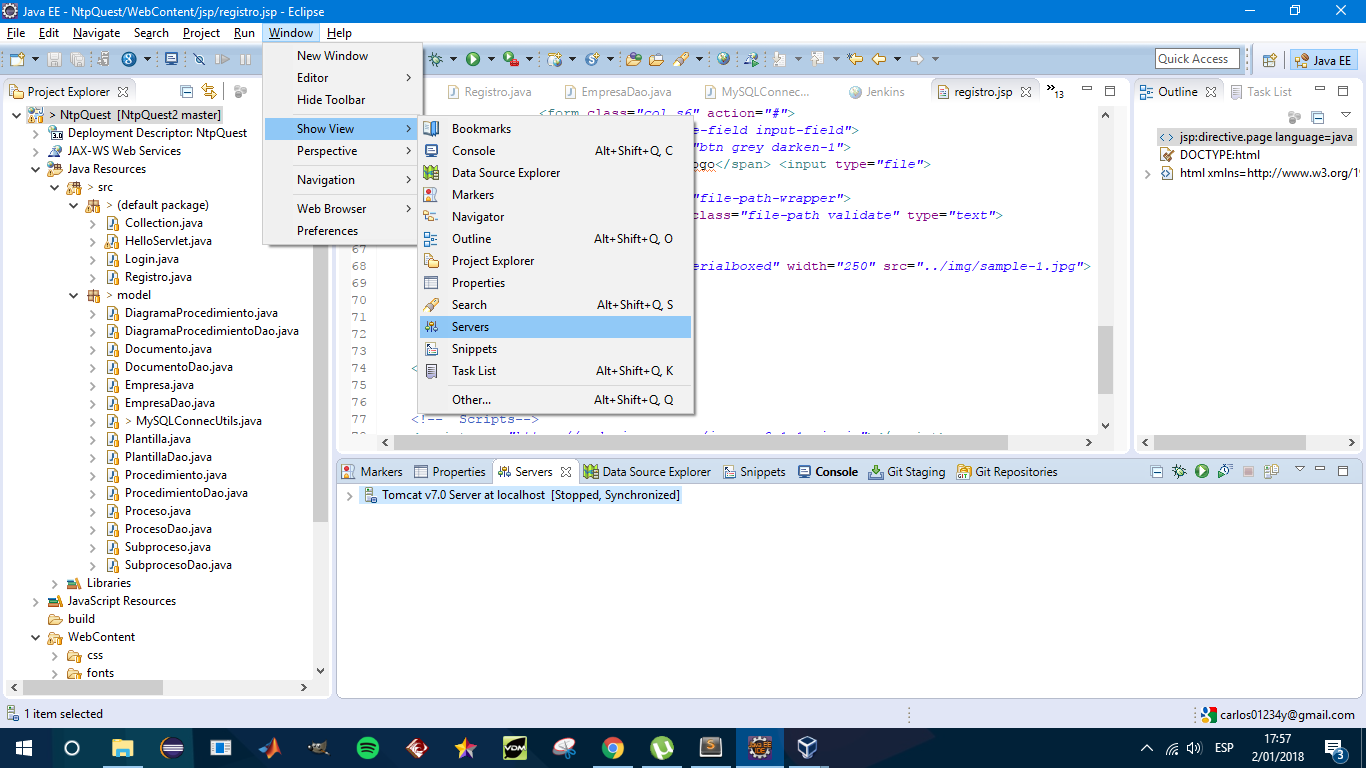 Java EE - NtpQuest/WebContent/jsp/registro.jsp - Eclipse
File Edit Navigate Search Project Run Window Help
Quick Access
Java EE
New Window
Editor
Hide Toolbar
Show View
Perspective
Navigation
Web Browser
Preferences
Bookmarks
Console Alt+Shift+Q, C
Data Source Explorer
Markers
Navigator
Outline Alt+Shift+Q, O
Project Explorer
Properties
Search Alt+Shift+Q, S
Servers
Snippets
Task List Alt+Shift+Q, K
Other... Alt+Shift+Q, Q
Project Explorer
> NtpQuest [NtpQuest2 master]
Deployment Descriptor: NtpQuest
JAX-WS Web Services
Java Resources
> src
> (default package)
Collection.java
HelloServlet.java
Login.java
Registro.java
> model
DiagramaProcedimiento.java
DiagramaProcedimientoDao.java
Documento.java
DocumentoDao.java
Empresa.java
EmpresaDao.java
> MySQLConnecUtils.java
Plantilla.java
PlantillaDao.java
Procedimiento.java
ProcedimientoDao.java
Proceso.java
ProcesoDao.java
Subproceso.java
SubprocesoDao.java
Libraries
JavaScript Resources
build
WebContent
css
fonts
Registro.java EmpresaDao.java MySQLConnec... Jenkins registro.jsp »13
<form class="col s6" action="#">
e-field input-field">
"btn grey darken-1">
ogo</span> <input type="file">
"file-path-wrapper">
class="file-path validate" type="text">
67
68 erialboxed" width="250" src="../img/sample-1.jpg">
69
70
71
72
73
74 <
75
76
77 <!-- Scripts-->
Outline Task List
jsp:directive.page language=java
DOCTYPE:html
html xmlns=http://www.w3.org/19
Markers Properties Servers Data Source Explorer Snippets Console Git Staging Git Repositories
Tomcat v7.0 Server at localhost [Stopped, Synchronized]
1 item selected
carlos01234y@gmail.com
VDM
JAVA EE
IDE
ESP
17:57
2/01/2018
3